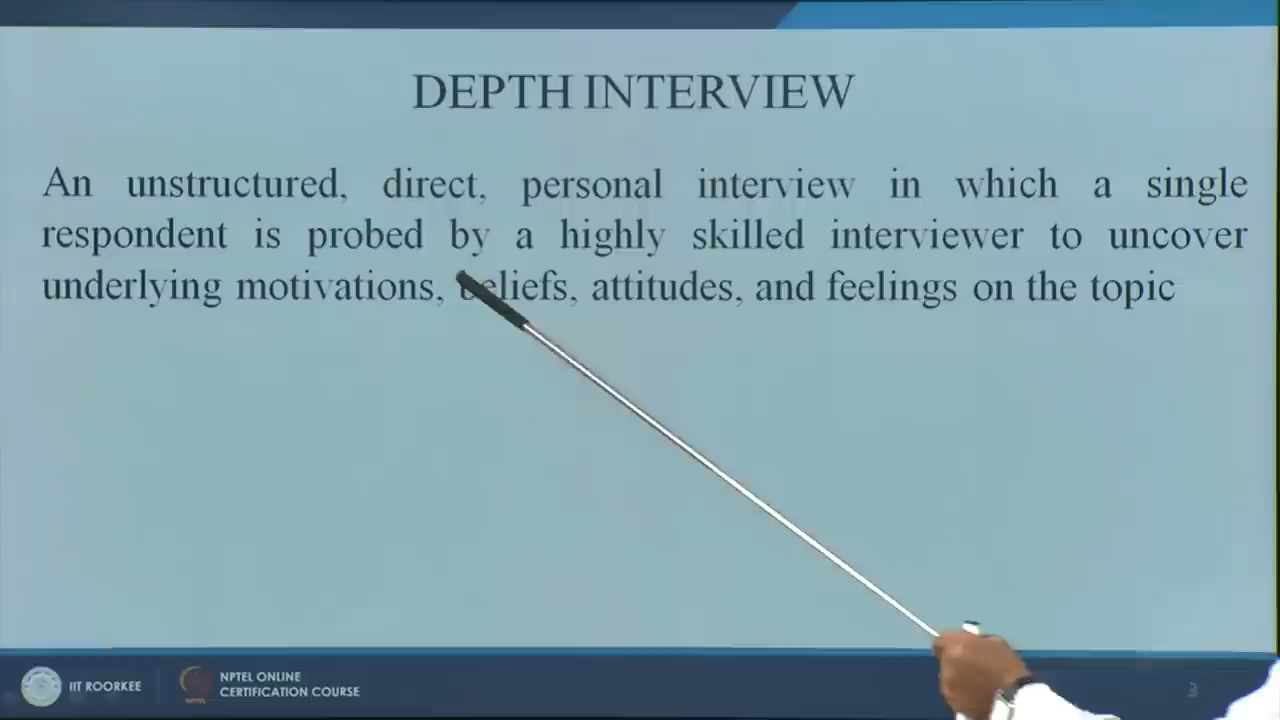 DEPTH INTERVIEW
An unstructured, direct, personal interview in which a single
respondent is probed by a highly skilled interviewer to uncover
underlying motivations, beliefs, attitudes, and feelings on the topic
IIT ROORKEE
NPTEL ONLINE
CERTIFICATION COURSE
3